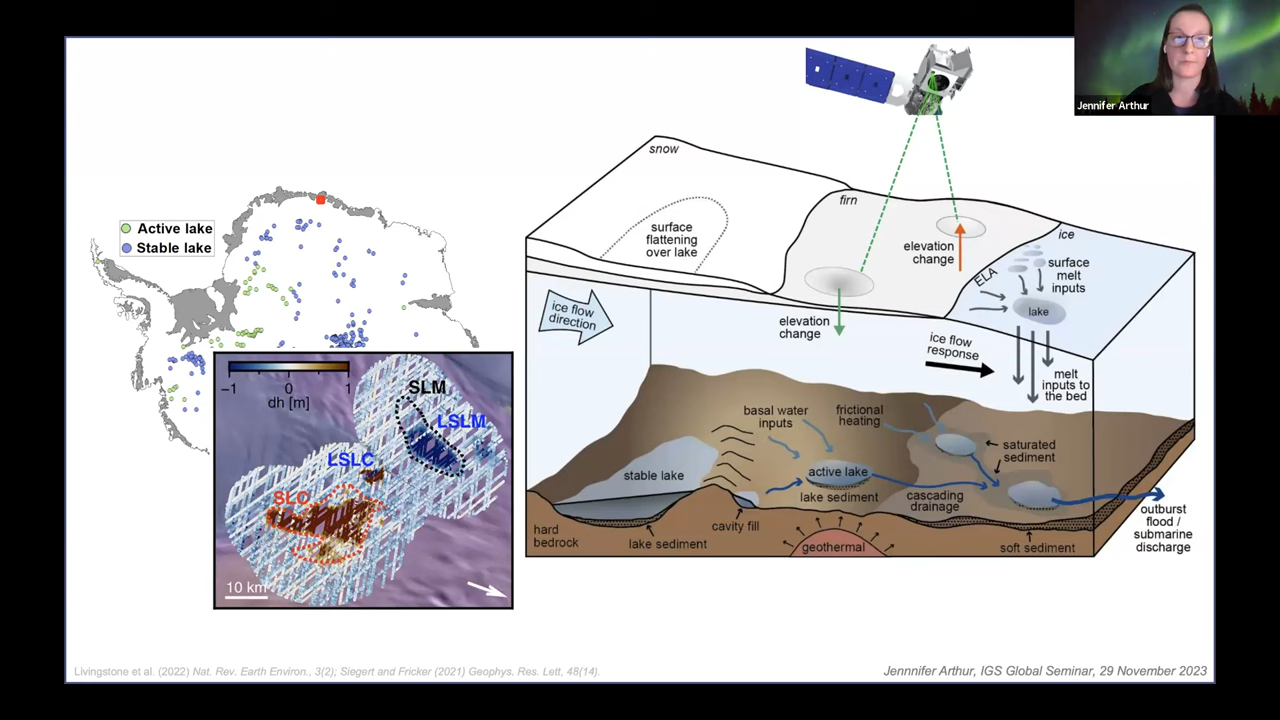 Jennifer Arthur
Active lake
Stable lake
−1
0
1
dh [m]
SLM
LSLM
LSLC
SLC
10 km
snow
surface
flattening
over lake
firn
elevation
change
ice
ELA
surface
melt
inputs
lake
ice flow
direction
elevation
change
ice flow
response
melt
inputs to
the bed
basal water
inputs
frictional
heating
saturated
sediment
stable lake
active lake
lake sediment
cascading
drainage
cavity fill
hard
bedrock
lake sediment
geothermal
soft sediment
outburst
flood /
submarine
discharge
Livingstone et al. (2022) Nat. Rev. Earth Environ., 3(2); Siegert and Fricker (2021) Geophys. Res. Lett, 48(14).
Jennnifer Arthur, IGS Global Seminar, 29 November 2023